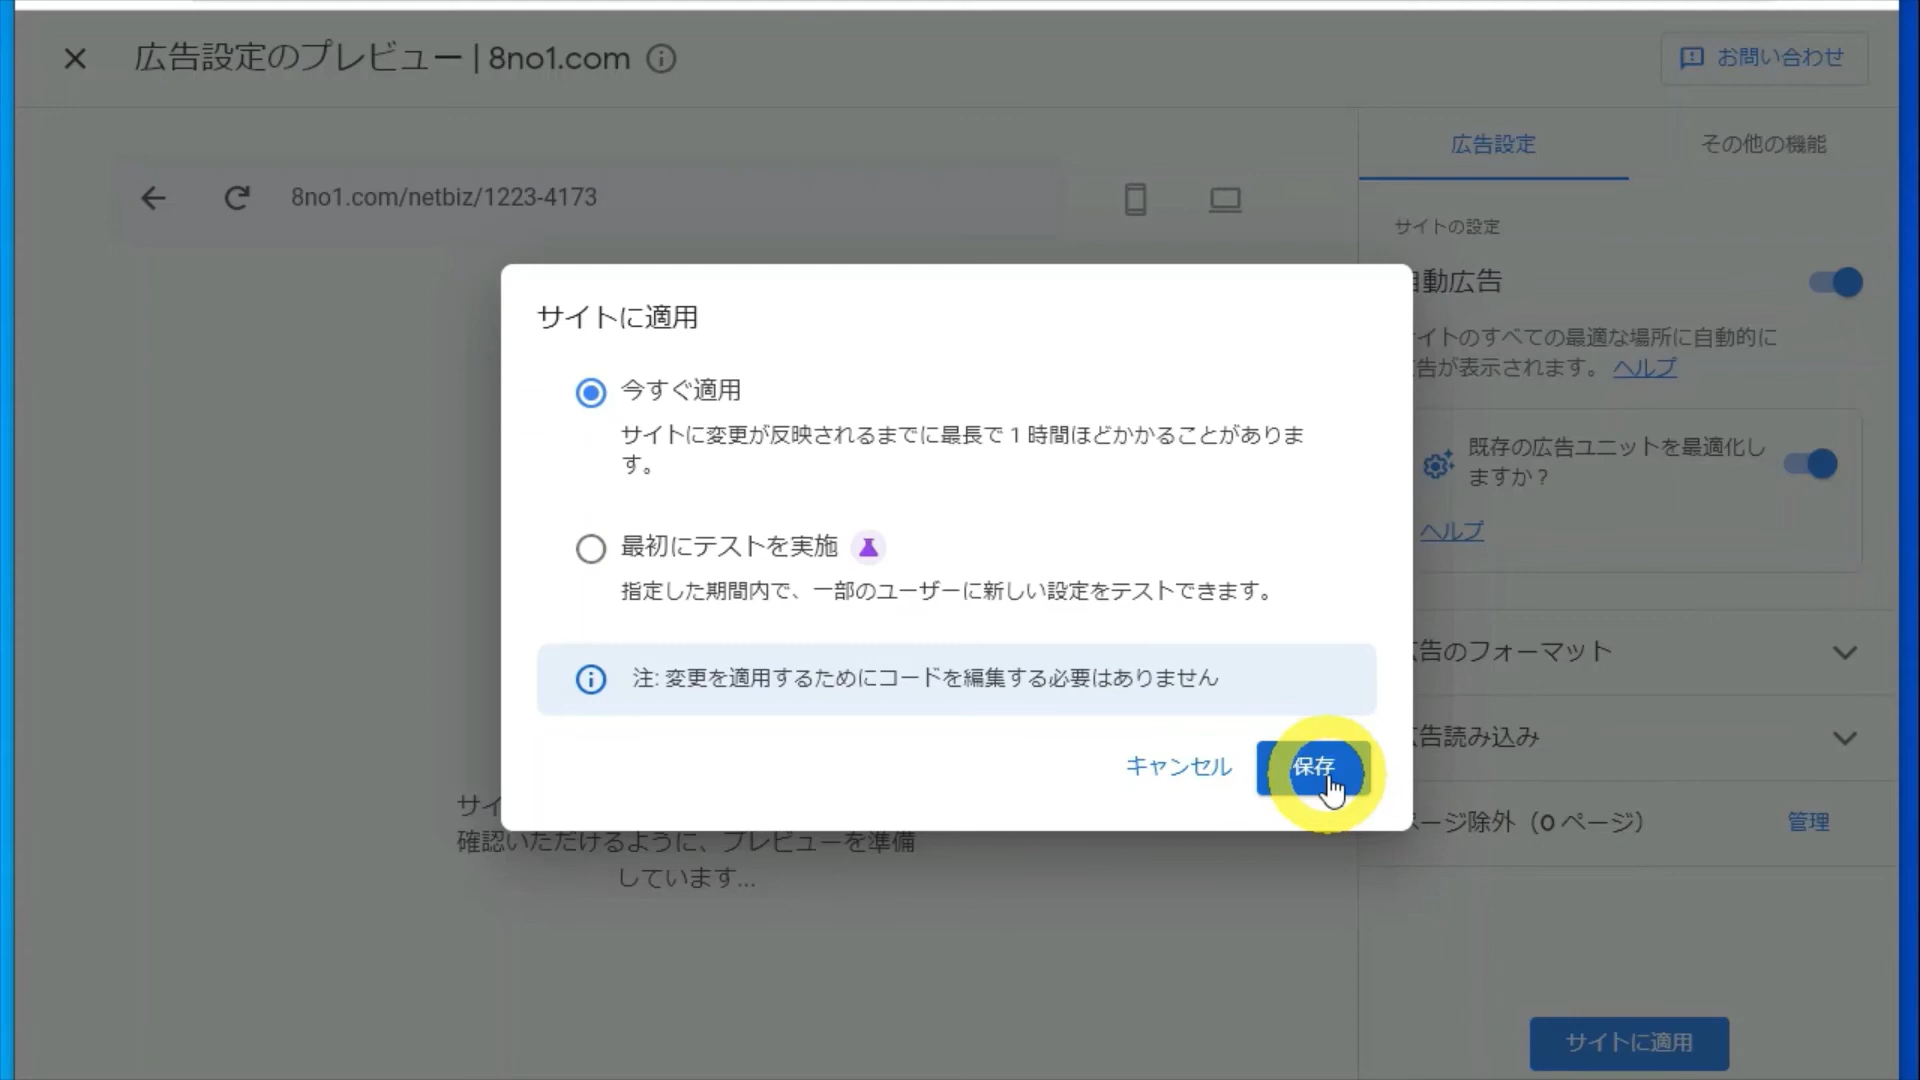 広告設定のプレビュー | 8no1.com
お問い合わせ
8no1.com/netbiz/1223-4173
広告設定
その他の機能
サイトの設定
動広告
イトのすべての最適な場所に自動的に
告が表示されます。 ヘルプ
既存の広告ユニットを最適化し
ますか？
ヘルプ
告のフォーマット
告読み込み
ページ除外（0 ページ）
管理
サイトに適用
サイトに適用
今すぐ適用
サイトに変更が反映されるまでに最長で 1 時間ほどかかることがありま
す。
最初にテストを実施
指定した期間内で、一部のユーザーに新しい設定をテストできます。
注: 変更を適用するためにコードを編集する必要はありません
キャンセル
保存
サイ
確認いただけるように、プレビューを準備
しています...